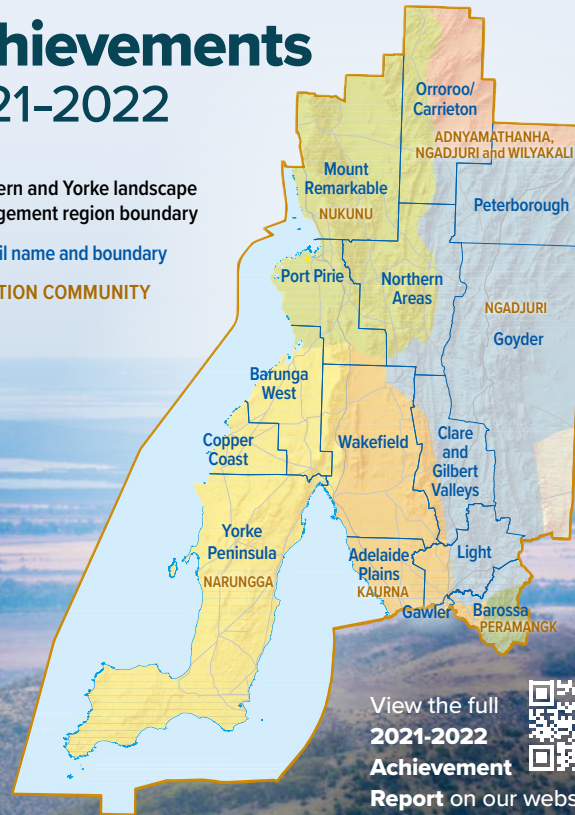 hievements
21–2022
ern and Yorke landscape
gement region boundary
il name and boundary
TION COMMUNITY
Orroroo/
Carrieton
ADNYAMATHANHA,
NGADJURI and WILYAKALI
Mount
Remarkable
NUKUNU
Peterborough
Port Pirie
Northern
Areas
NGADJURI
Goyder
Barunga
West
Copper
Coast
Wakefield
Clare
and
Gilbert
Valleys
Yorke
Peninsula
NARUNGGA
Adelaide
Plains
KAURNA
Light
Gawler
Barossa
PERAMANGK
View the full
2021-2022
Achievement
Report on our webs